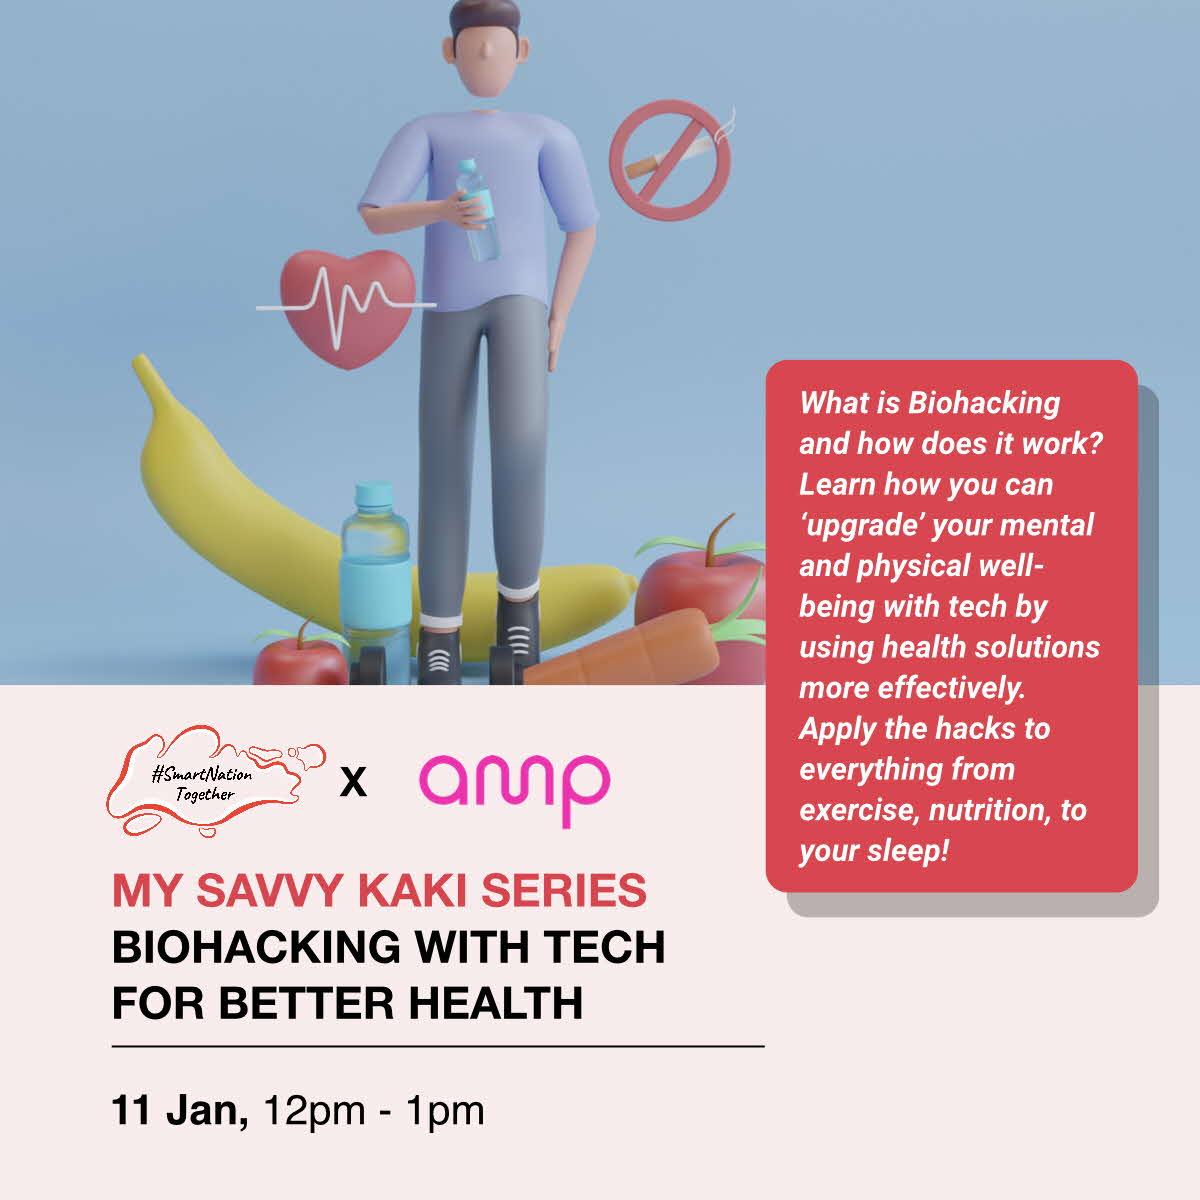 What is Biohacking
and how does it work?
Learn how you can
‘upgrade’ your mental
and physical well-
being with tech by
using health solutions
more effectively.
Apply the hacks to
everything from
exercise, nutrition, to
your sleep!
#SmartNation
Together
X
amp
MY SAVVY KAKI SERIES
BIOHACKING WITH TECH
FOR BETTER HEALTH
11 Jan, 12pm - 1pm